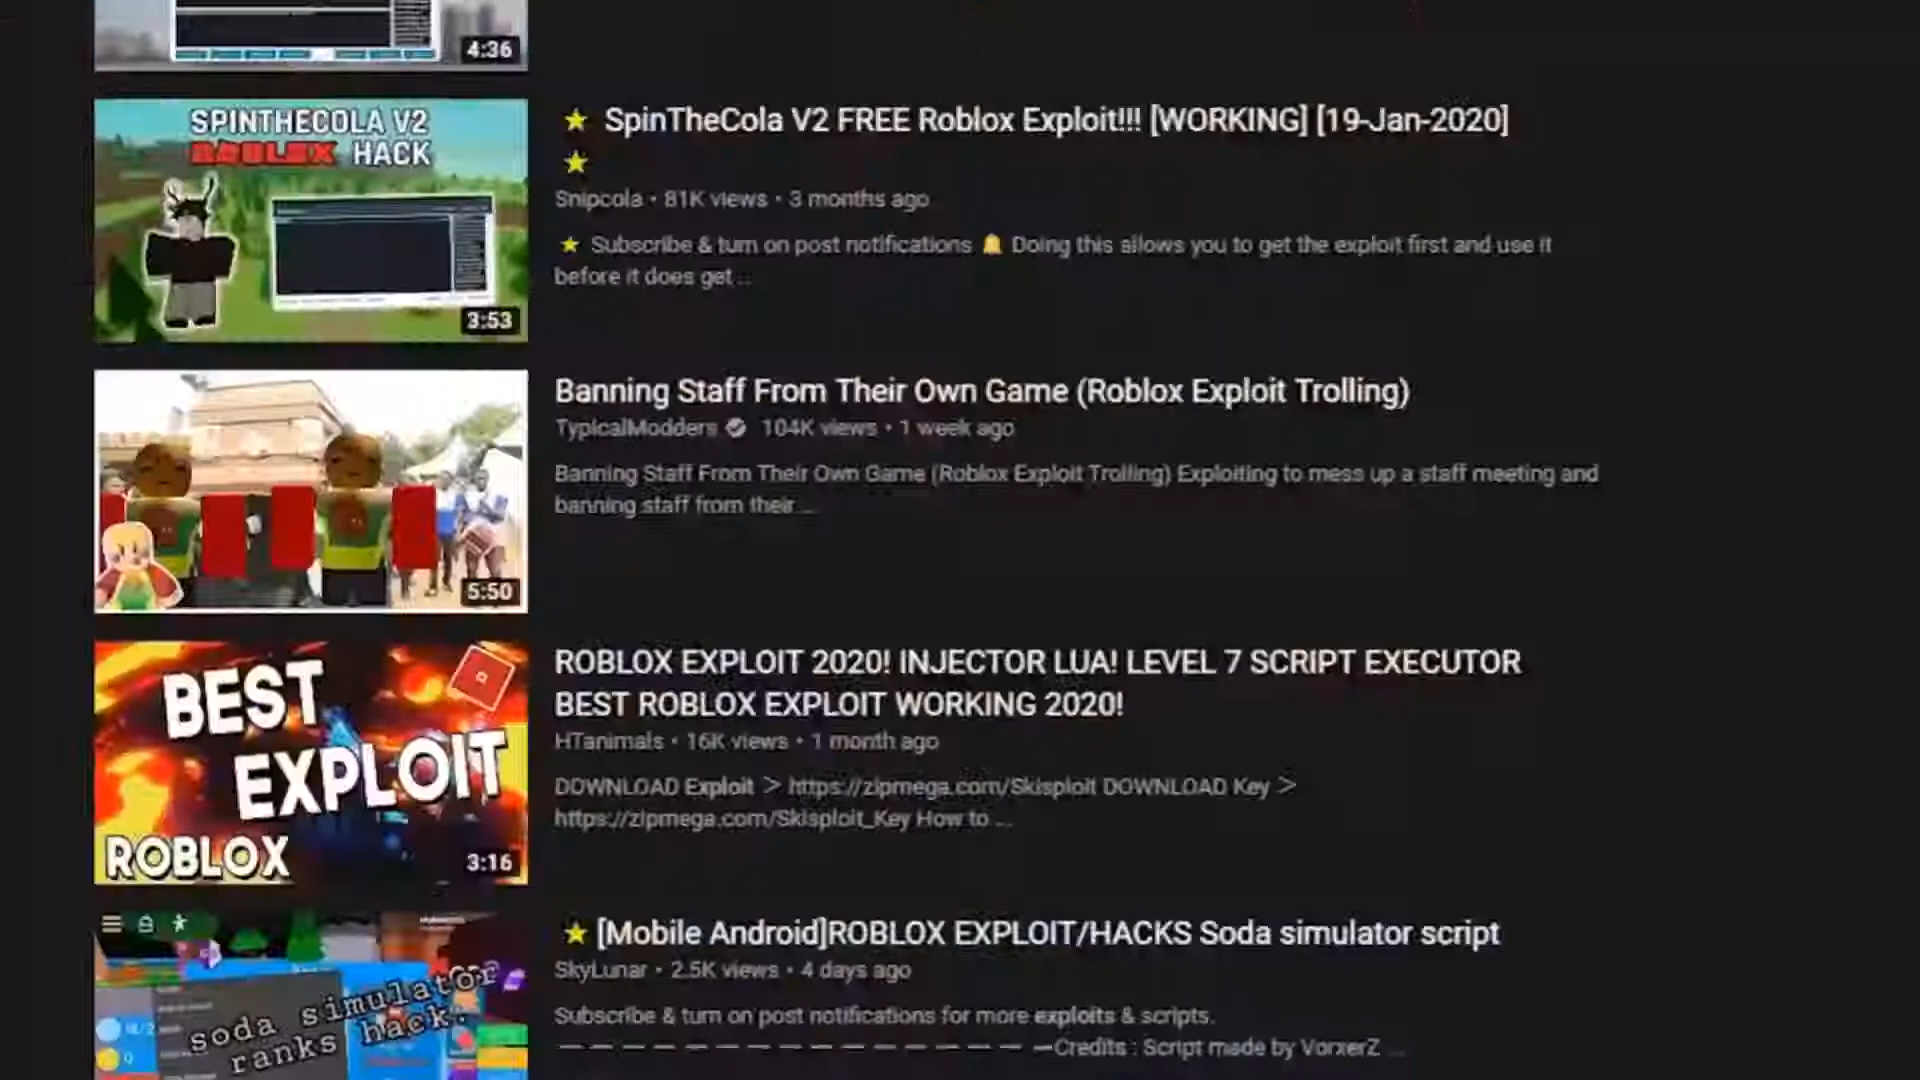 4:36
SPINTHECOLA V2
ROBLOX HACK
3:53
★ SpinTheCola V2 FREE Roblox Exploit!!! [WORKING] [19-Jan-2020]
★
Snipcola • 81K views • 3 months ago
★ Subscribe & turn on post notifications 🔔 Doing this allows you to get the exploit first and use it
before it does get ...
5:50
Banning Staff From Their Own Game (Roblox Exploit Trolling)
TypicalModders 104K views • 1 week ago
Banning Staff From Their Own Game (Roblox Exploit Trolling) Exploiting to mess up a staff meeting and
banning staff from their ...
BEST
EXPLOIT
ROBLOX
3:16
ROBLOX EXPLOIT 2020! INJECTOR LUA! LEVEL 7 SCRIPT EXECUTOR
BEST ROBLOX EXPLOIT WORKING 2020!
HTanimals • 16K views • 1 month ago
DOWNLOAD Exploit > https://zipmega.com/Skisploit DOWNLOAD Key >
https://zipmega.com/Skisploit_Key How to ...
soda simulator
ranks hack.
★ [Mobile Android]ROBLOX EXPLOIT/HACKS Soda simulator script
SkyLunar • 2.5K views • 4 days ago
Subscribe & turn on post notifications for more exploits & scripts.
— — — — — — — — — — — — — — —Credits : Script made by VorxerZ ...